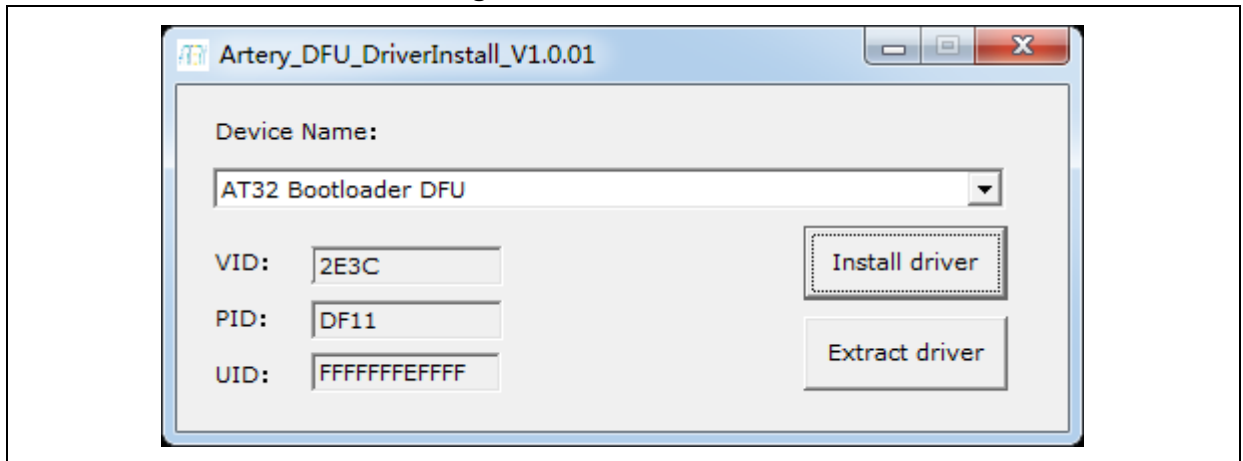 Artery_DFU_DriverInstall_V1.0.01
Device Name:
AT32 Bootloader DFU
VID: 2E3C
Install driver
PID: DF11
Extract driver
UID: FFFFFFFEFFFF